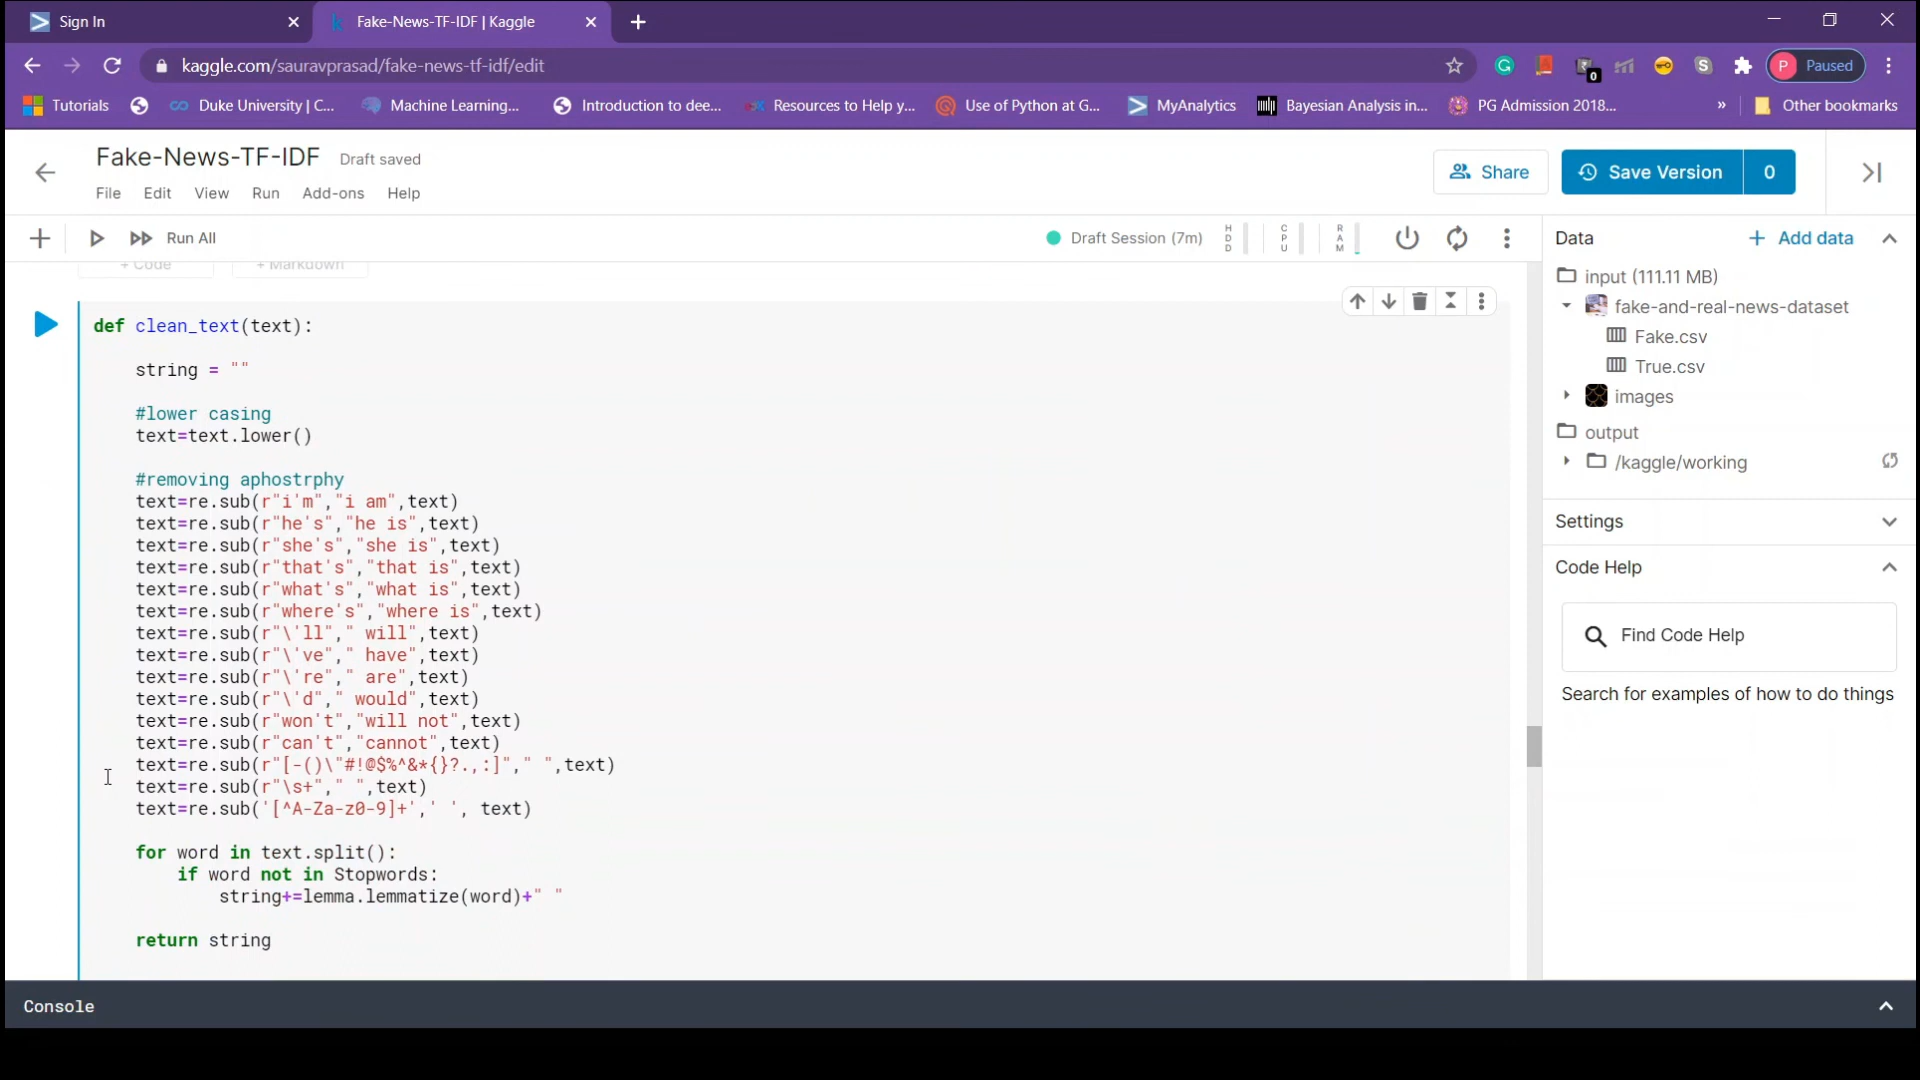 Sign In
Fake-News-TF-IDF | Kaggle
kaggle.com/sauravprasad/fake-news-tf-idf/edit
0
P Paused
Tutorials
Duke University | C...
Machine Learning...
Introduction to dee...
Resources to Help y...
Use of Python at G...
MyAnalytics
Bayesian Analysis in...
PG Admission 2018...
»
Other bookmarks
Fake-News-TF-IDF Draft saved
File Edit View Run Add-ons Help
Share
Save Version 0
Run All
Draft Session (7m)
HDD
CPU
RAM
+ Code + Markdown
def clean_text(text):
string = ""
#lower casing
text=text.lower()
#removing aphostrphy
text=re.sub(r"i'm","i am",text)
text=re.sub(r"he's","he is",text)
text=re.sub(r"she's","she is",text)
text=re.sub(r"that's","that is",text)
text=re.sub(r"what's","what is",text)
text=re.sub(r"where's","where is",text)
text=re.sub(r"\'ll"," will",text)
text=re.sub(r"\'ve"," have",text)
text=re.sub(r"\'re"," are",text)
text=re.sub(r"\'d"," would",text)
text=re.sub(r"won't","will not",text)
text=re.sub(r"can't","cannot",text)
text=re.sub(r"[-()\"#!@$%^&*{}?.,:]"," ",text)
text=re.sub(r"\s+"," ",text)
text=re.sub('[^A-Za-z0-9]+',' ', text)
for word in text.split():
if word not in Stopwords:
string+=lemma.lemmatize(word)+" "
return string
Data
+ Add data
input (111.11 MB)
fake-and-real-news-dataset
Fake.csv
True.csv
images
output
/kaggle/working
Settings
Code Help
Find Code Help
Search for examples of how to do things
Console